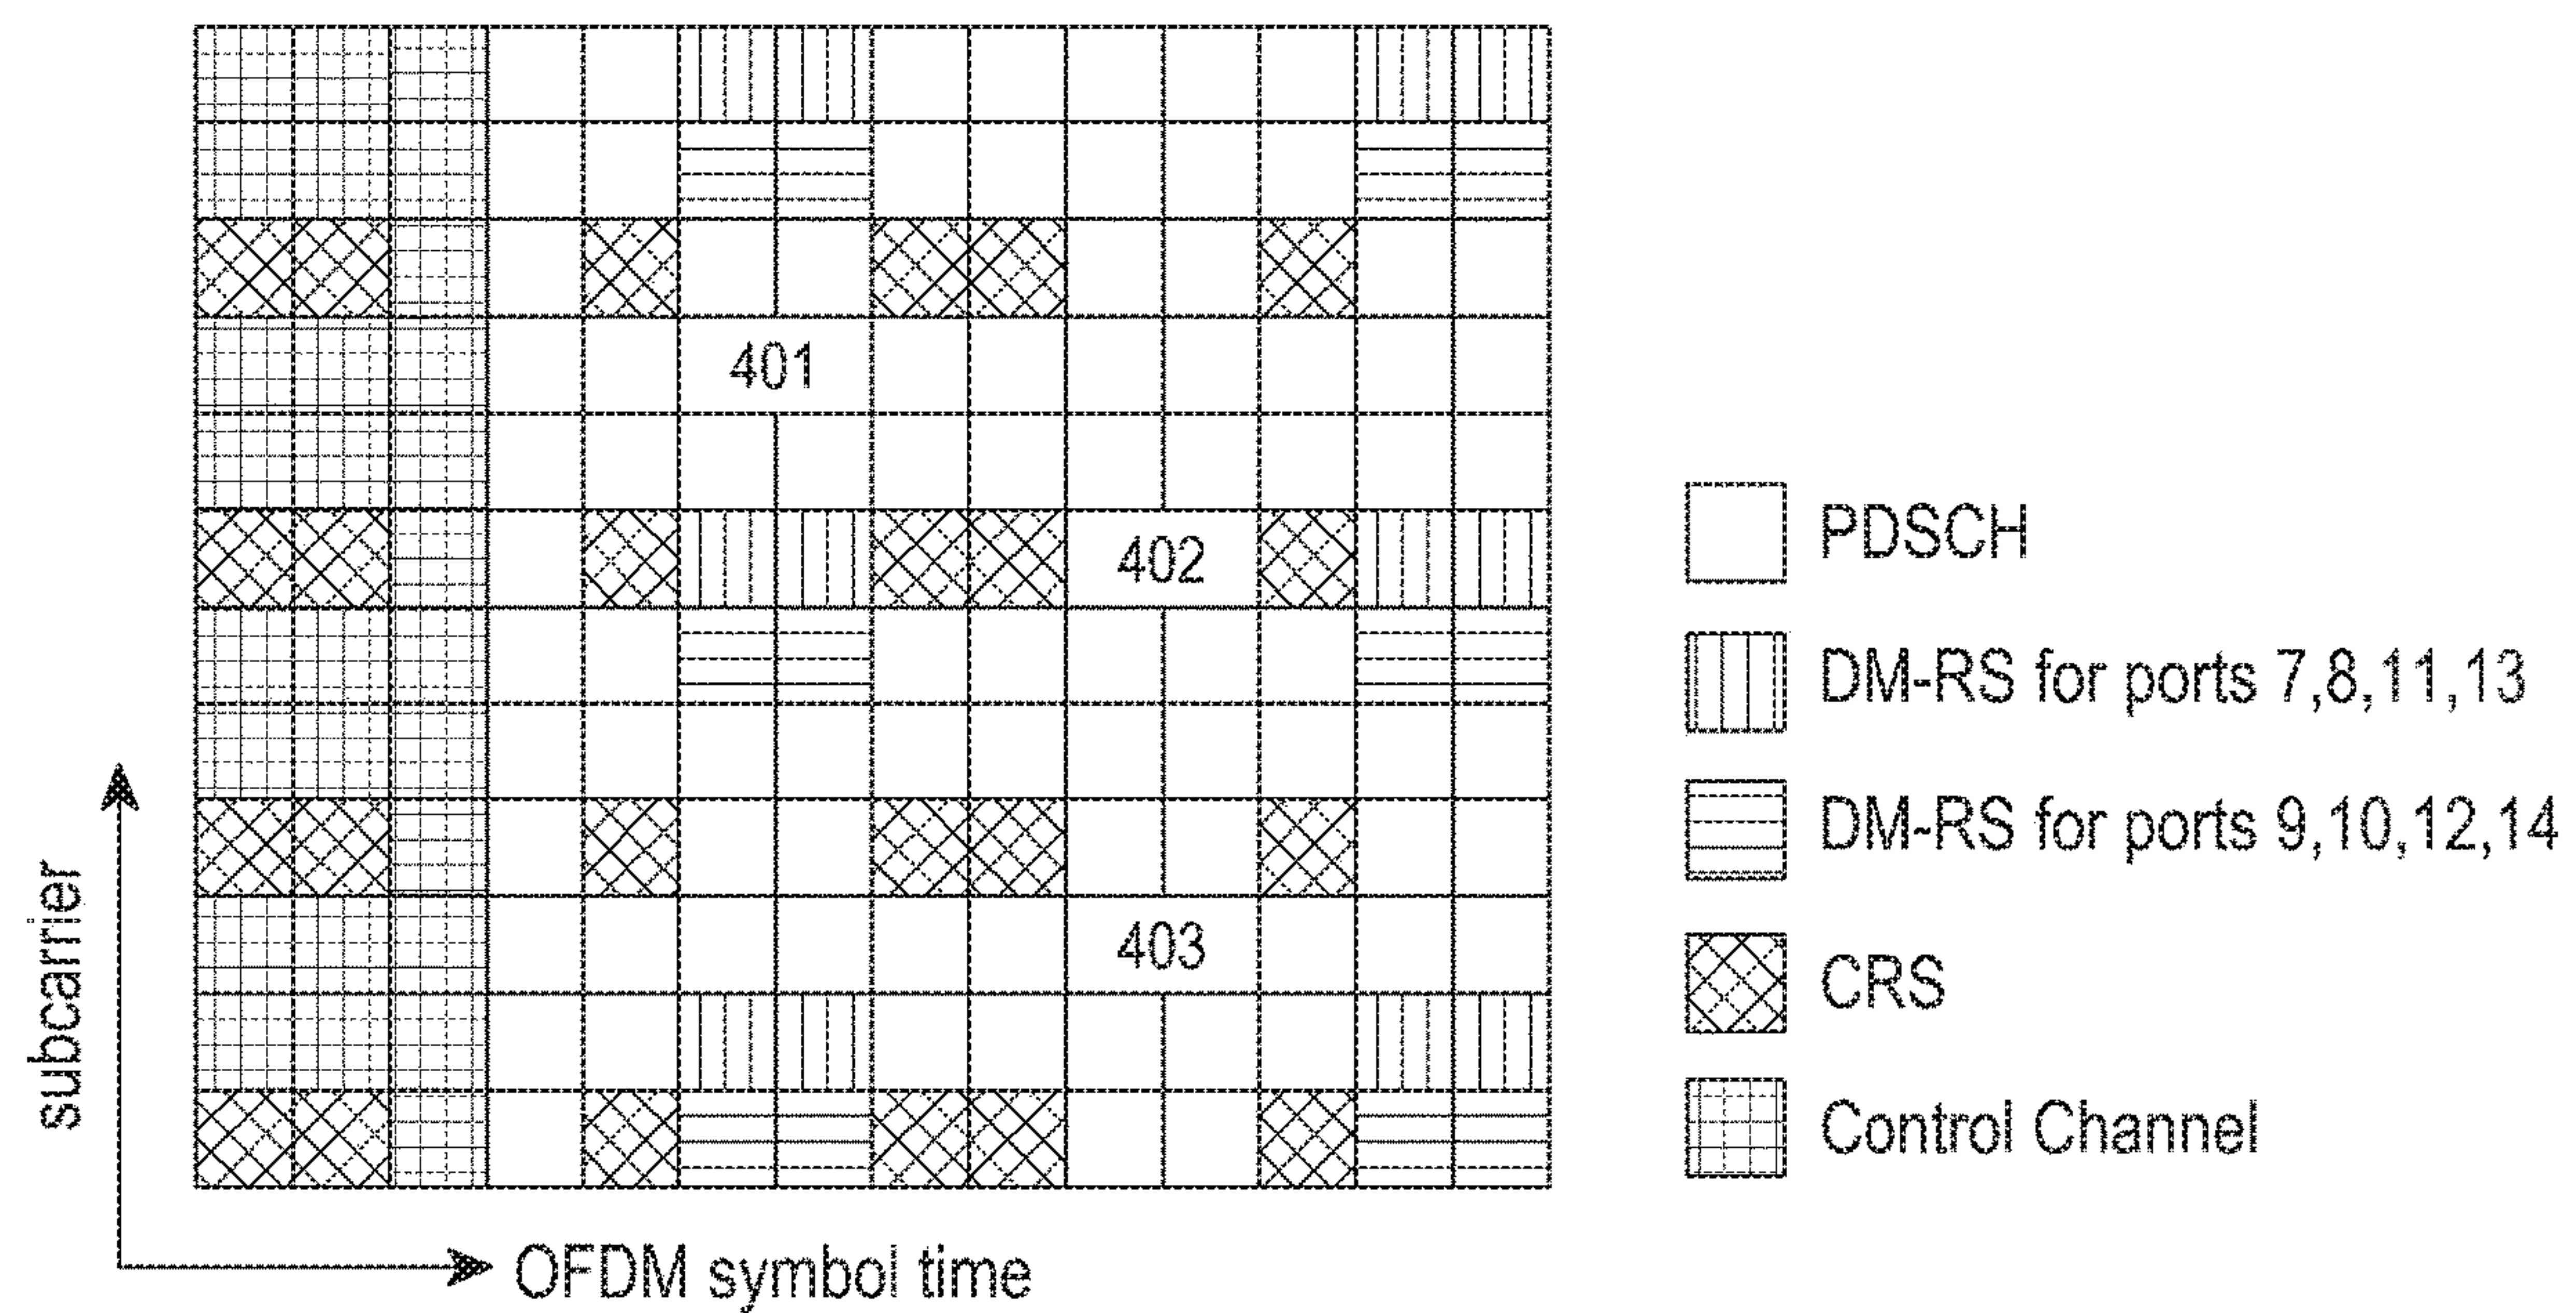 401
402
403
subcarrier
OFDM symbol time
PDSCH
DM-RS for ports 7,8,11,13
DM-RS for ports 9,10,12,14
CRS
Control Channel